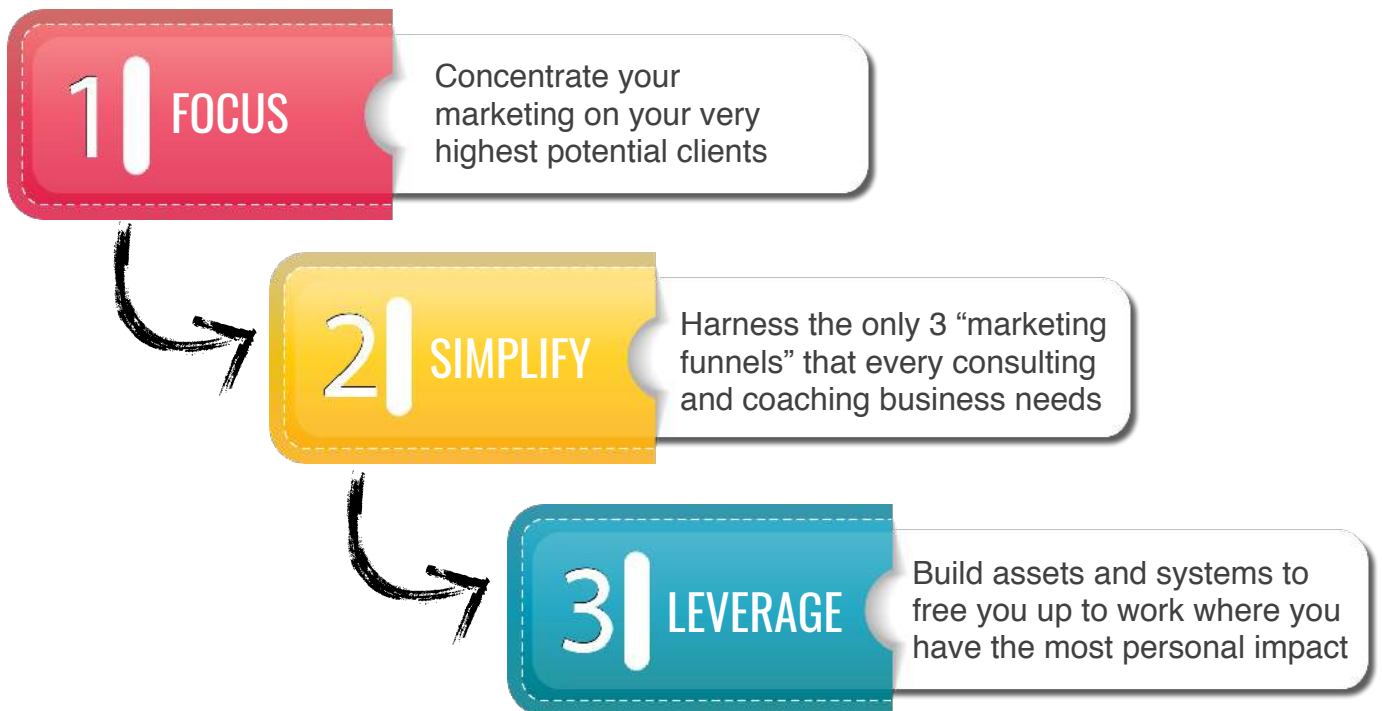 1 FOCUS
Concentrate your
marketing on your very
highest potential clients
2 SIMPLIFY
Harness the only 3 “marketing
funnels” that every consulting
and coaching business needs
3 LEVERAGE
Build assets and systems to
free you up to work where you
have the most personal impact